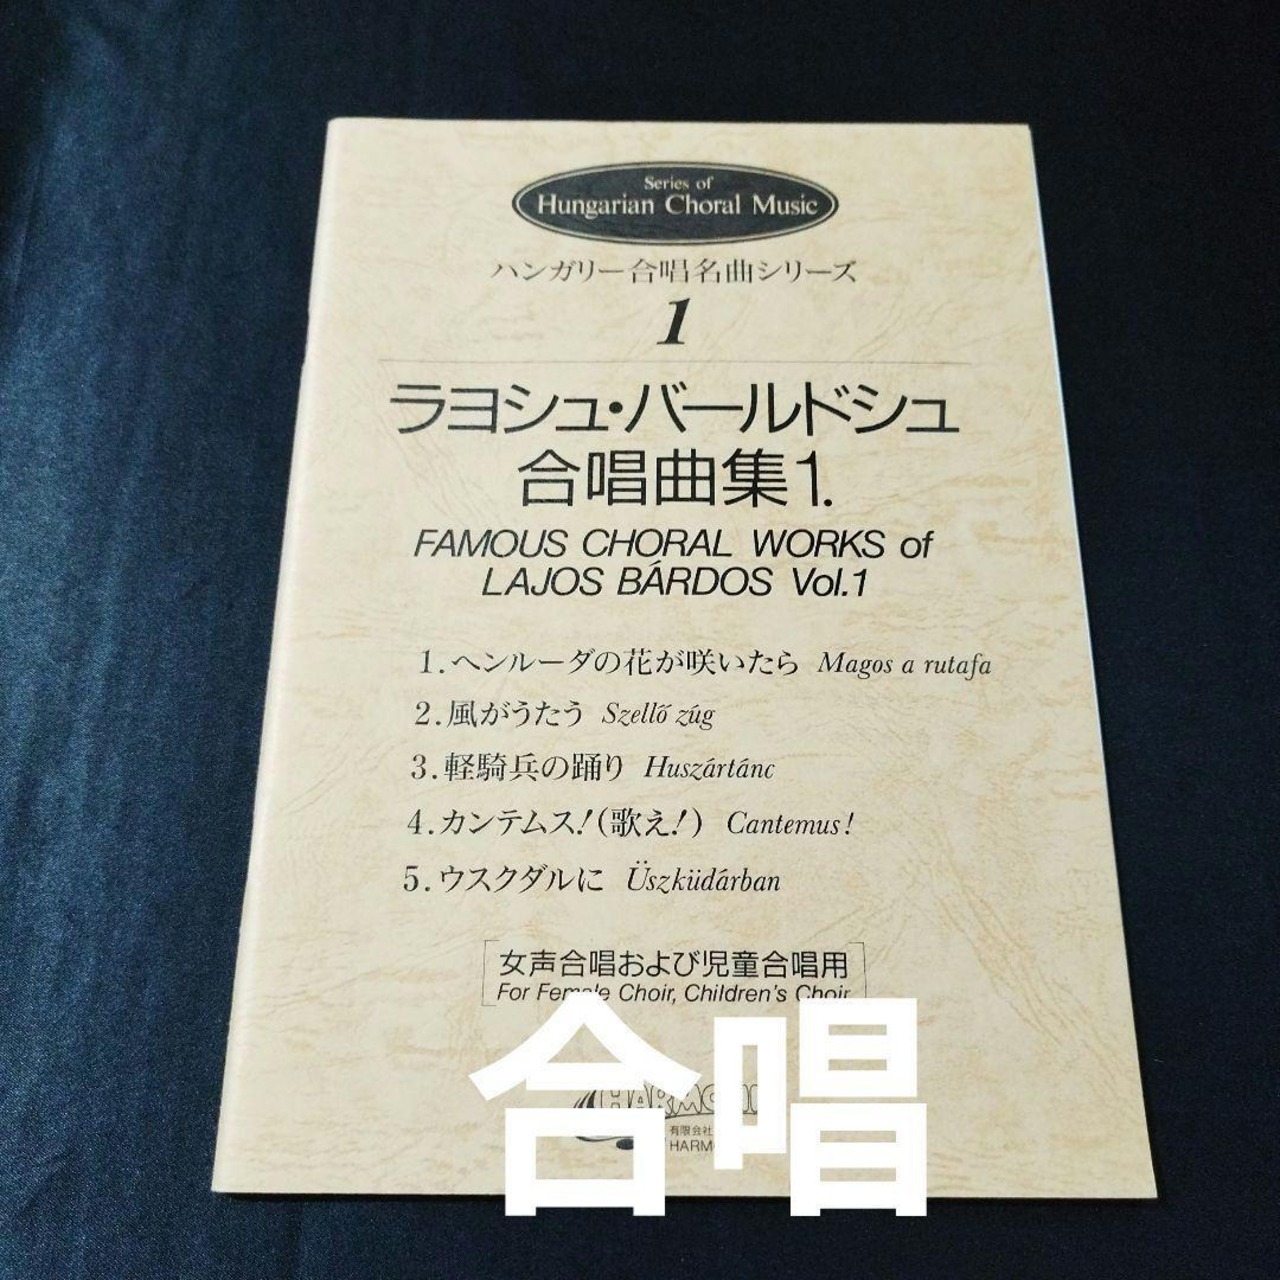 Series of
Hungarian Choral Music
ハンガリー合唱名曲シリーズ
1
ラヨシュ・バールドシュ
合唱曲集1.
FAMOUS CHORAL WORKS of
LAJOS BÁRDOS Vol.1
1.ヘンルーダの花が咲いたら Magos a rutafa
2.風がうたう Szellő zúg
3.軽騎兵の踊り Huszártánc
4.カンテムス!(歌え!) Cantemus!
5.ウスクダルに Üszküdárban
女声合唱および児童合唱用
For Female Choir, Children's Choir
合唱
有限会社